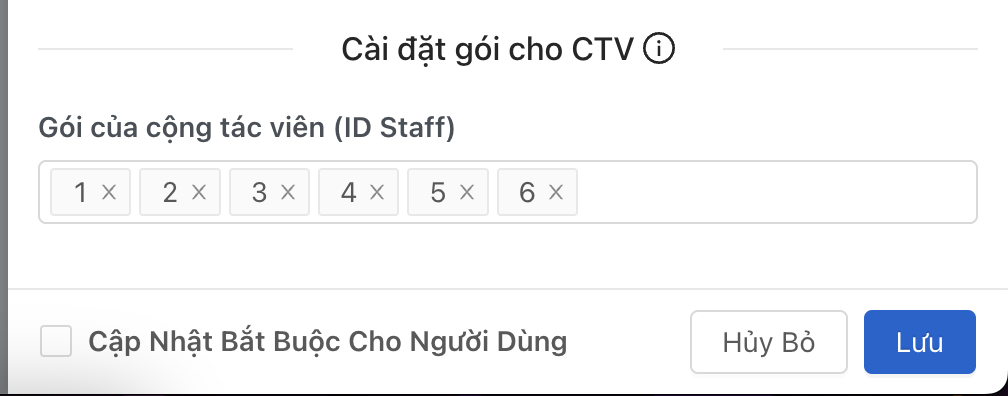 Cài đặt gói cho CTV
Gói của cộng tác viên (ID Staff)
1 2 3 4 5 6
Cập Nhật Bắt Buộc Cho Người Dùng Hủy Bỏ Lưu